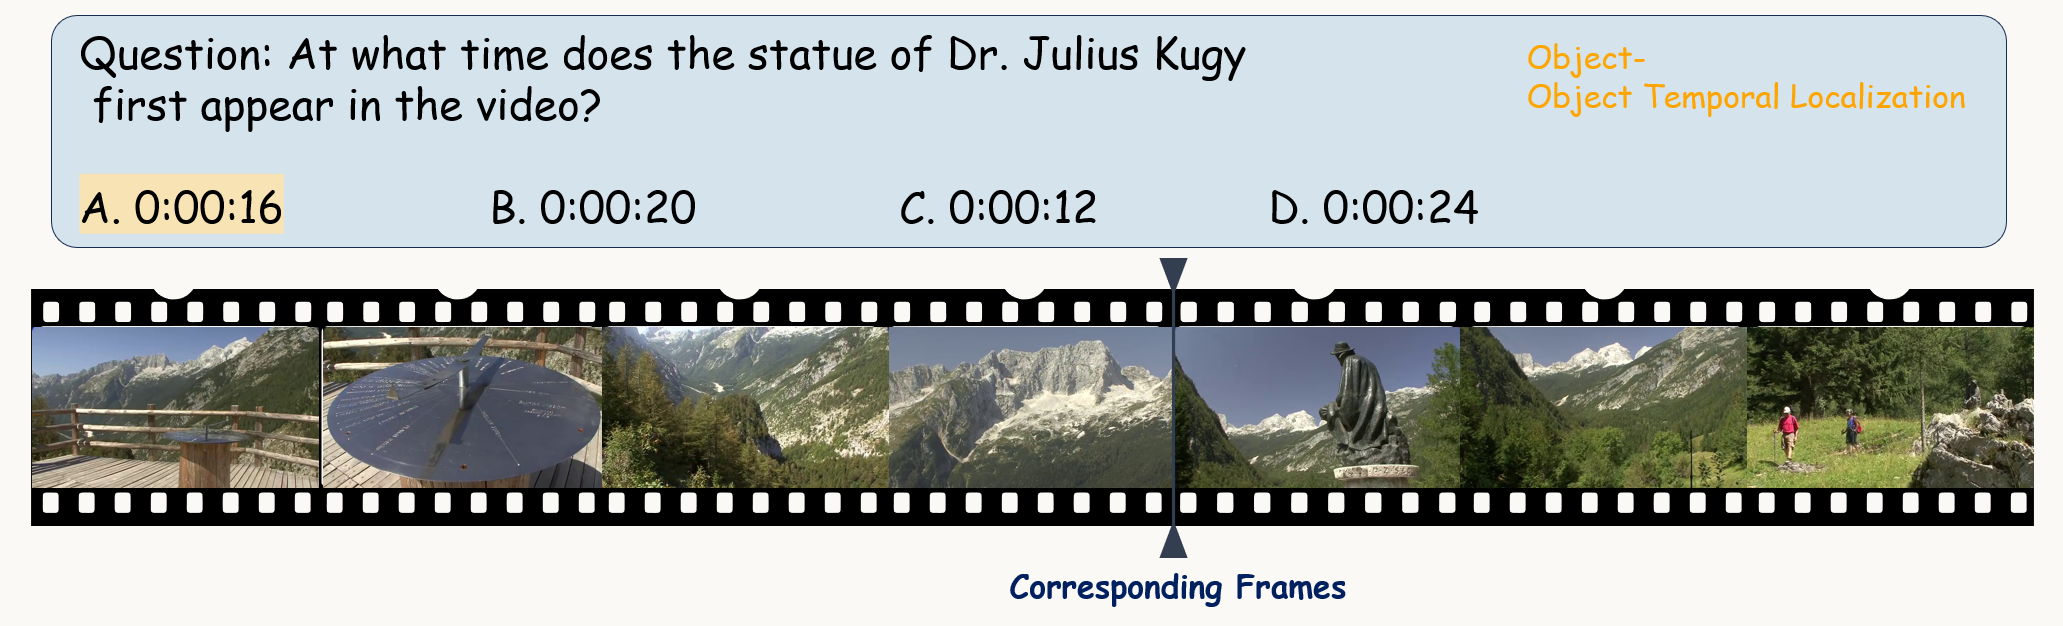 Question: At what time does the statue of Dr. Julius Kugy
first appear in the video?
Object-
Object Temporal Localization
A. 0:00:16
B. 0:00:20
C. 0:00:12
D. 0:00:24
Corresponding Frames